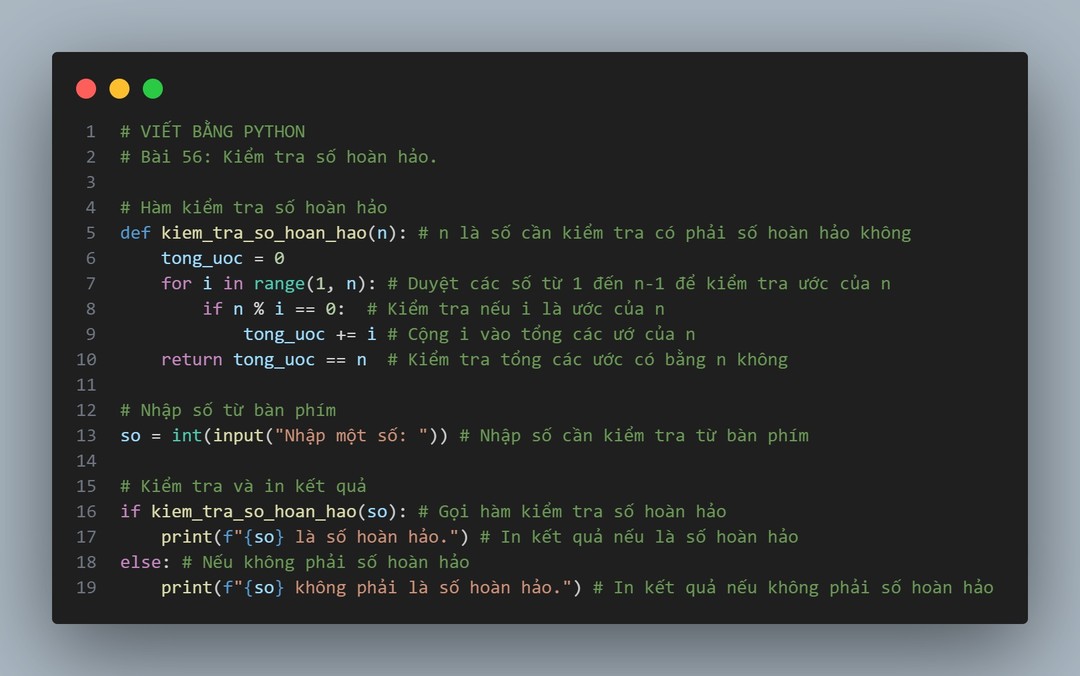 1 # VIẾT BẰNG PYTHON
2 # Bài 56: Kiểm tra số hoàn hảo.
3
4 # Hàm kiểm tra số hoàn hảo
5 def kiem_tra_so_hoan_hao(n): # n là số cần kiểm tra có phải số hoàn hảo không
6     tong_uoc = 0
7     for i in range(1, n): # Duyệt các số từ 1 đến n-1 để kiểm tra ước của n
8         if n % i == 0:  # Kiểm tra nếu i là ước của n
9             tong_uoc += i # Cộng i vào tổng các ướ của n
10     return tong_uoc == n  # Kiểm tra tổng các ước có bằng n không
11
12 # Nhập số từ bàn phím
13 so = int(input("Nhập một số: ")) # Nhập số cần kiểm tra từ bàn phím
14
15 # Kiểm tra và in kết quả
16 if kiem_tra_so_hoan_hao(so): # Gọi hàm kiểm tra số hoàn hảo
17     print(f"{so} là số hoàn hảo.") # In kết quả nếu là số hoàn hảo
18 else: # Nếu không phải số hoàn hảo
19     print(f"{so} không phải là số hoàn hảo.") # In kết quả nếu không phải số hoàn hảo